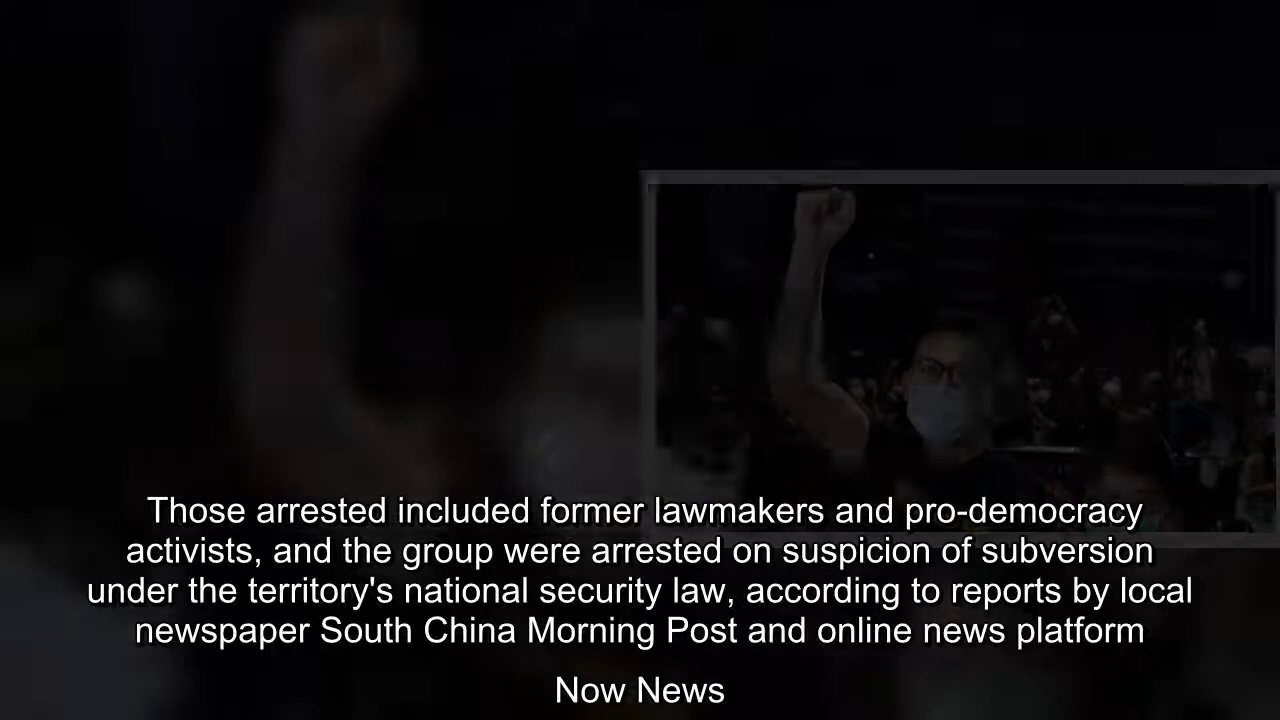 Those arrested included former lawmakers and pro-democracy
activists, and the group were arrested on suspicion of subversion
under the territory's national security law, according to reports by local
newspaper South China Morning Post and online news platform
Now News